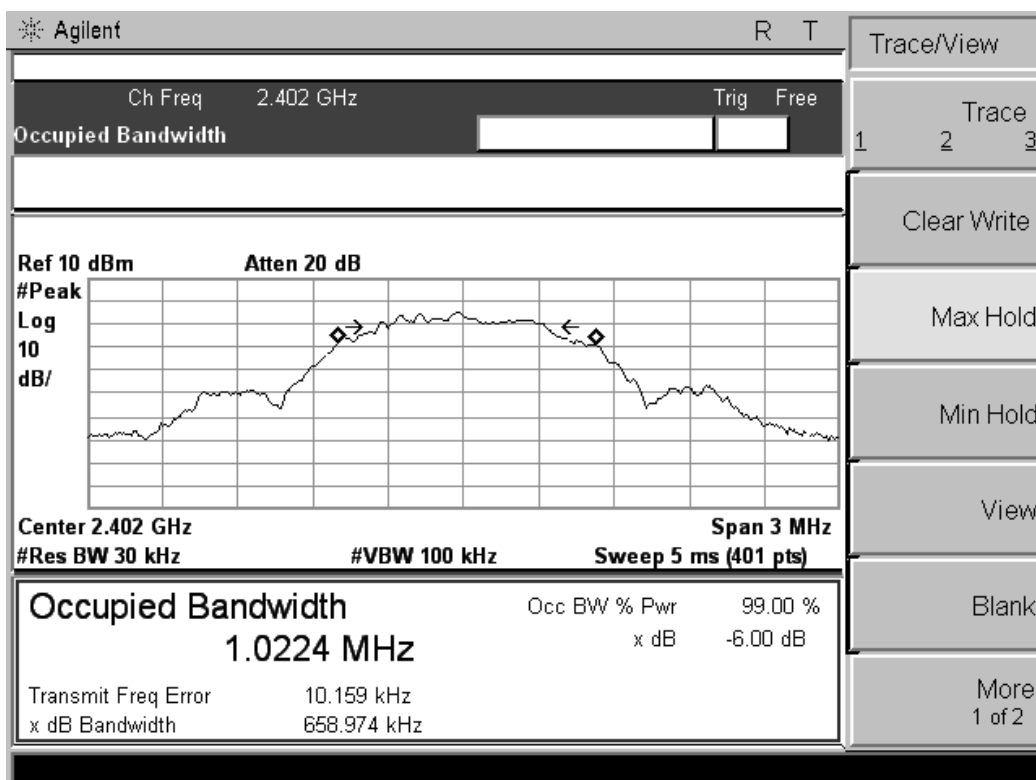 Agilent R T
Trace/View
Ch Freq 2.402 GHz Trig Free
Occupied Bandwidth
Trace
1 2 3
Clear Write
Max Hold
Min Hold
View
Blank
More
1 of 2
Ref 10 dBm Atten 20 dB
#Peak
Log
10
dB/
Center 2.402 GHz Span 3 MHz
#Res BW 30 kHz #VBW 100 kHz Sweep 5 ms (401 pts)
Occupied Bandwidth
1.0224 MHz
Occ BW % Pwr 99.00 %
x dB -6.00 dB
Transmit Freq Error 10.159 kHz
x dB Bandwidth 658.974 kHz